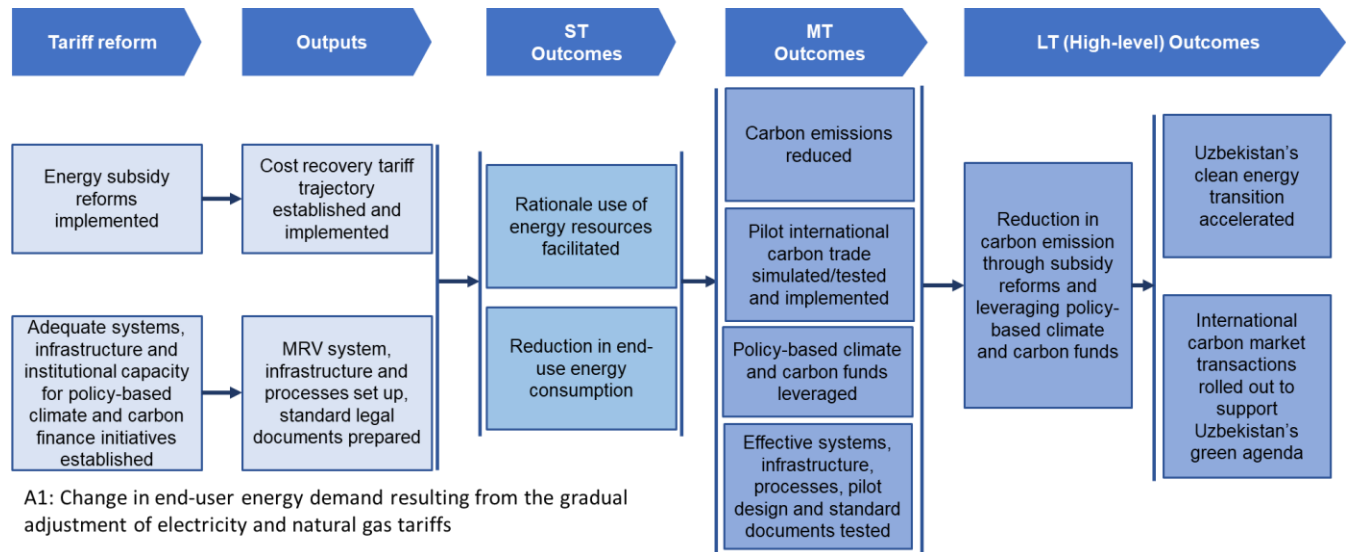 Tariff reform
Outputs
ST
Outcomes
MT
Outcomes
LT (High-level) Outcomes
Energy subsidy
reforms
implemented
Adequate systems,
infrastructure and
institutional capacity
for policy-based
climate and carbon
finance initiatives
established
Cost recovery tariff
trajectory
established and
implemented
MRV system,
infrastructure and
processes set up,
standard legal
documents prepared
Rationale use of
energy resources
facilitated
Reduction in end-
use energy
consumption
Carbon emissions
reduced
Pilot international
carbon trade
simulated/tested
and implemented
Policy-based climate
and carbon funds
leveraged
Effective systems,
infrastructure,
processes, pilot
design and standard
documents tested
Reduction in
carbon emission
through subsidy
reforms and
leveraging policy-
based climate
and carbon funds
Uzbekistan’s
clean energy
transition
accelerated
International
carbon market
transactions
rolled out to
support
Uzbekistan’s
green agenda
A1: Change in end-user energy demand resulting from the gradual
adjustment of electricity and natural gas tariffs